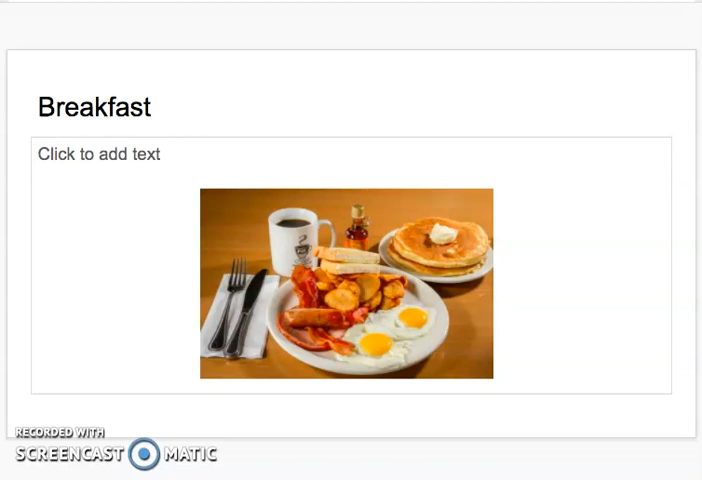 Breakfast
Click to add text
RECORDED WITH
SCREENCAST MATIC